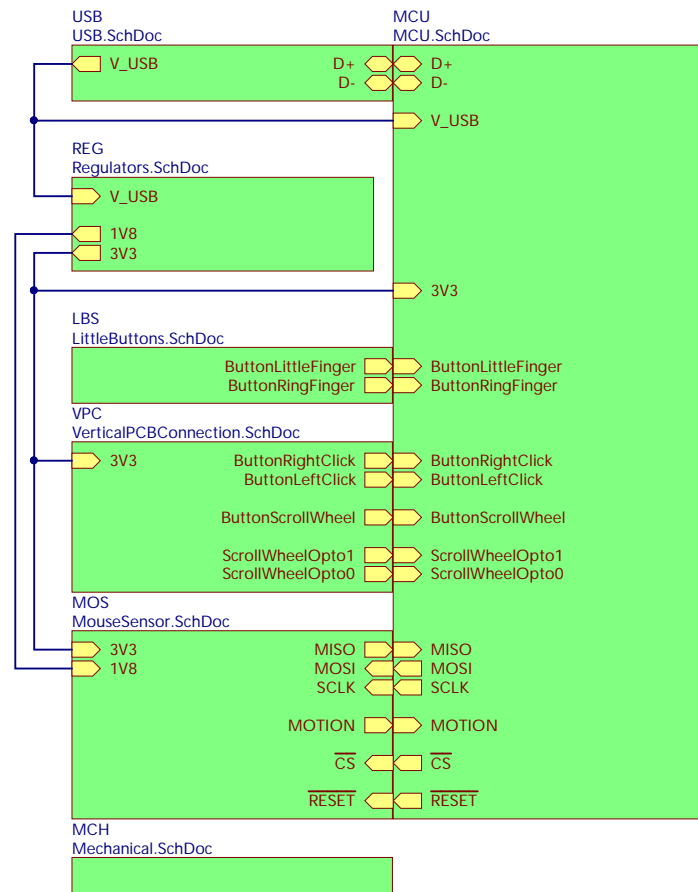 USB
USB.SchDoc
MCU
MCU.SchDoc
V_USB
D+
D+
D-
D-
V_USB
REG
Regulators.SchDoc
V_USB
1V8
3V3
3V3
LBS
LittleButtons.SchDoc
ButtonLittleFinger
ButtonLittleFinger
ButtonRingFinger
ButtonRingFinger
VPC
VerticalPCBConnection.SchDoc
3V3
ButtonRightClick
ButtonRightClick
ButtonLeftClick
ButtonLeftClick
ButtonScrollWheel
ButtonScrollWheel
ScrollWheelOpto1
ScrollWheelOpto1
ScrollWheelOpto0
ScrollWheelOpto0
MOS
MouseSensor.SchDoc
3V3
MISO
MISO
1V8
MOSI
MOSI
SCLK
SCLK
MOTION
MOTION
CS
CS
RESET
RESET
MCH
Mechanical.SchDoc